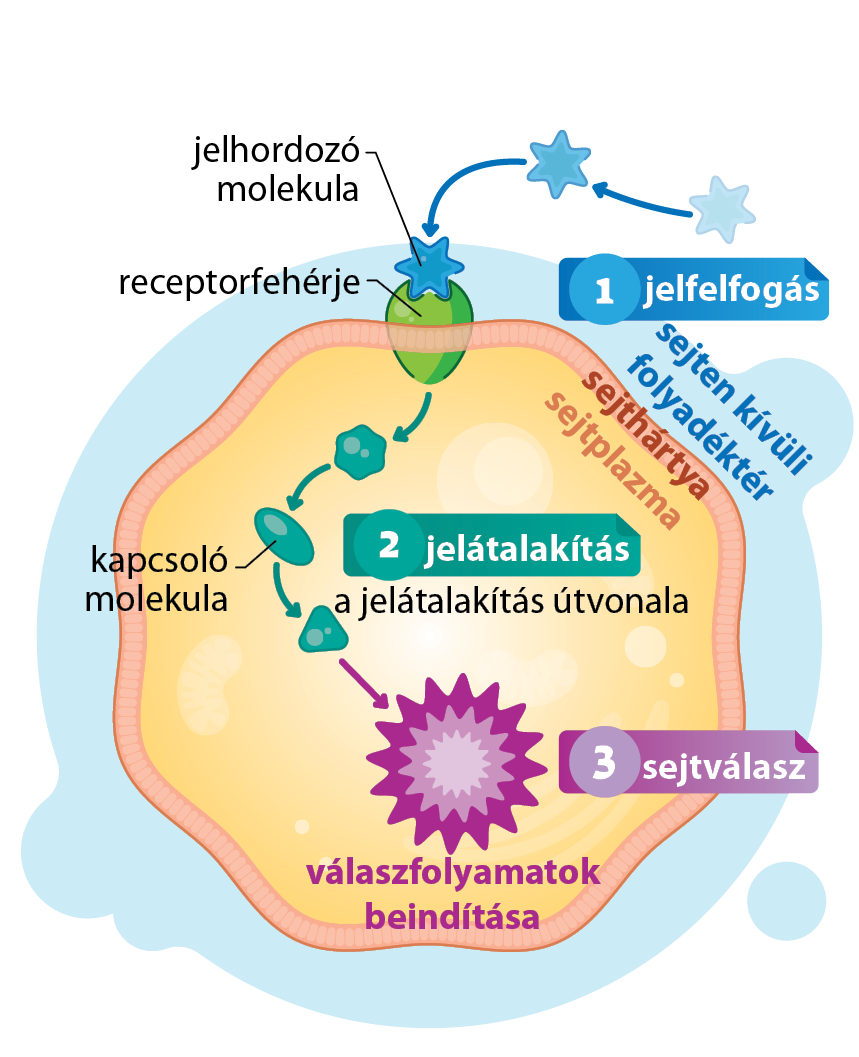 jelhordozó
molekula
receptorfehérje
1 jelfelfogás
sejten kívüli
folyadéktér
sejthártya
sejtplazma
2 jelátalakítás
kapcsoló
molekula
a jelátalakítás útvonala
3 sejtválasz
válaszfolyamatok
beindítása